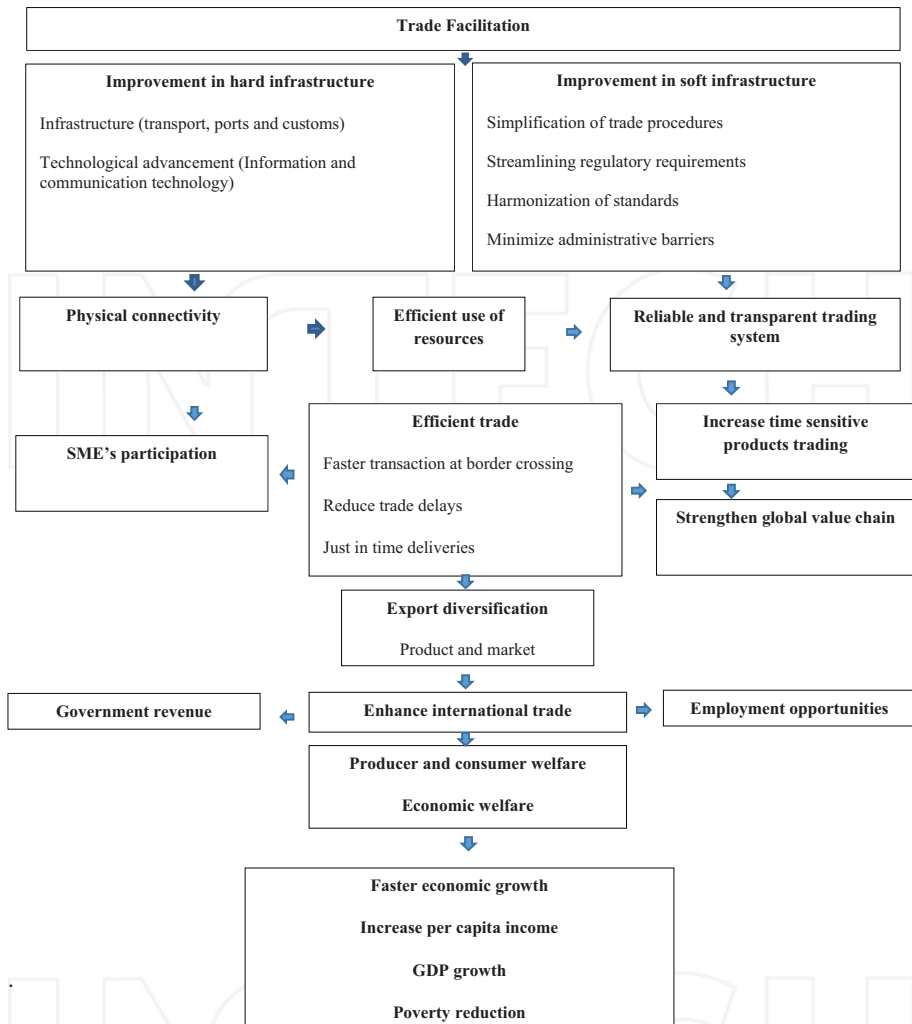 Trade Facilitation
Improvement in hard infrastructure
Infrastructure (transport, ports and customs)
Technological advancement (Information and
communication technology)
Improvement in soft infrastructure
Simplification of trade procedures
Streamlining regulatory requirements
Harmonization of standards
Minimize administrative barriers
Physical connectivity
Efficient use of
resources
Reliable and transparent trading
system
SME's participation
Efficient trade
Faster transaction at border crossing
Reduce trade delays
Just in time deliveries
Increase time sensitive
products trading
Strengthen global value chain
Export diversification
Product and market
Government revenue
Enhance international trade
Employment opportunities
Producer and consumer welfare
Economic welfare
Faster economic growth
Increase per capita income
GDP growth
.
Poverty reduction